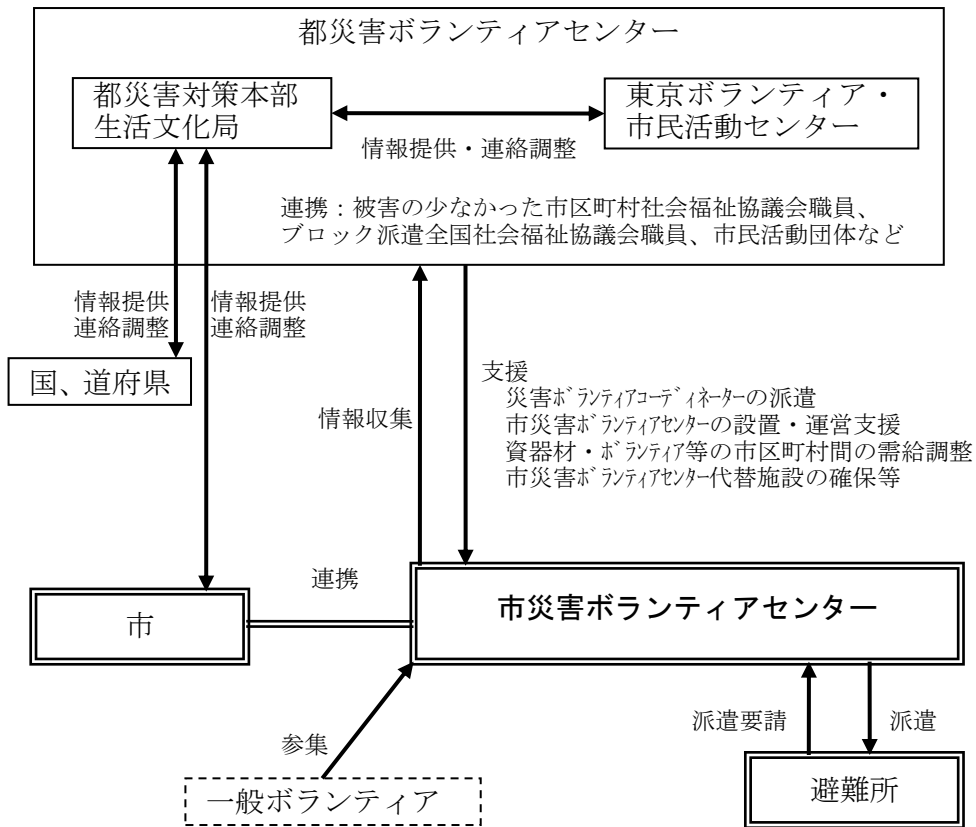 都災害ボランティアセンター
都災害対策本部
生活文化局
東京ボランティア・
市民活動センター
情報提供・連絡調整
連携：被害の少なかった市区町村社会福祉協議会職員、
ブロック派遣全国社会福祉協議会職員、市民活動団体など
情報提供
連絡調整
情報提供
連絡調整
国、道府県
情報収集
支援
災害ﾎﾞﾗﾝﾃｨｱｺｰﾃﾞｨﾈｰﾀｰの派遣
市災害ﾎﾞﾗﾝﾃｨｱｾﾝﾀｰの設置・運営支援
資器材・ﾎﾞﾗﾝﾃｨｱ等の市区町村間の需給調整
市災害ﾎﾞﾗﾝﾃｨｱｾﾝﾀｰ代替施設の確保等
連携
市
市災害ボランティアセンター
派遣要請
派遣
参集
一般ボランティア
避難所